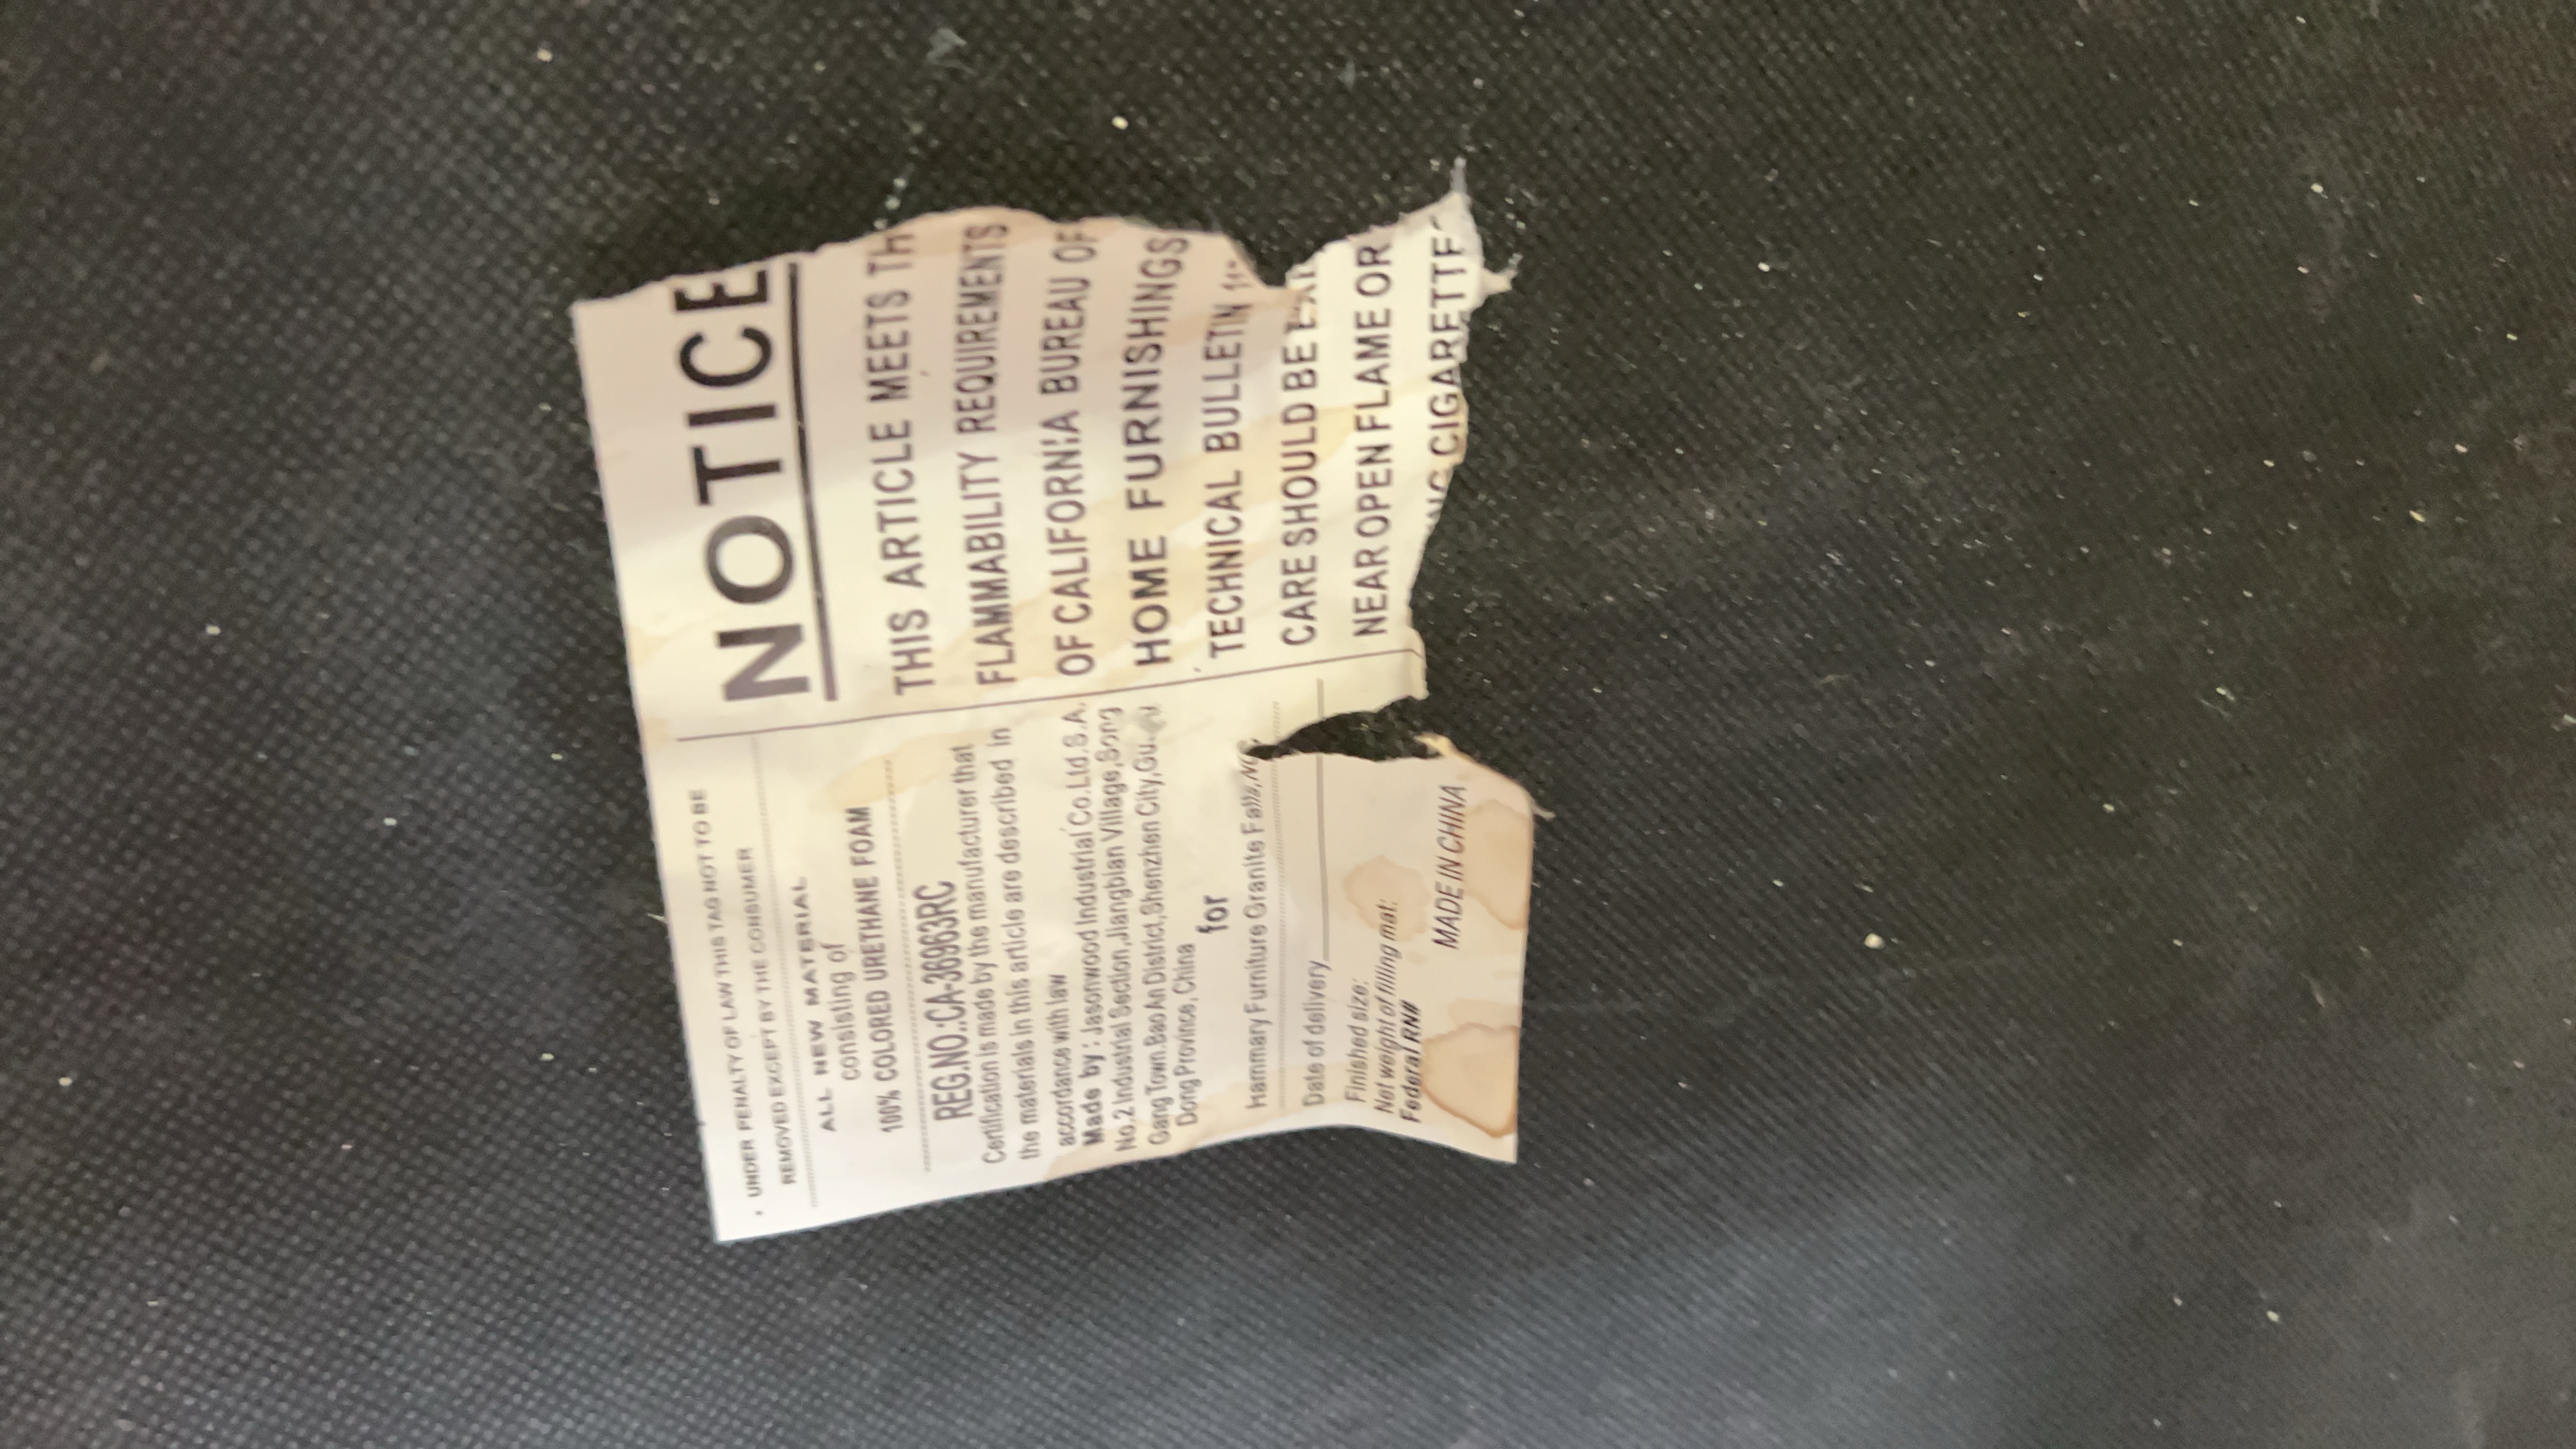 UNDER PENALTY OF LAW THIS TAG NOT TO BE
REMOVED EXCEPT BY THE CONSUMER
ALL NEW MATERIAL
consisting of
100% COLORED URETHANE FOAM
REG.NO.:CA-36963RC
Certification is made by the manufacturer that
the materials in this article are described in
accordance with law
Made by: Jasonwood Industrial Co.Ltd.S.A.
No.2 Industrial Section,Jiangbian Village,Song
Gang Town.Bao An District,Shenzhen City,
Dong Province, China
for
Hammary Furniture Granite Falls,NC
Date of delivery
Finished size:
Net weight of filling mat:
Federal RN#
MADE IN CHINA
NOTICE
THIS ARTICLE MEETS TH
FLAMMABILITY REQUIREMENTS
OF CALIFORNIA BUREAU OF
HOME FURNISHINGS
TECHNICAL BULLETIN
CARE SHOULD BE
NEAR OPEN FLAME OR
CIGARETTE